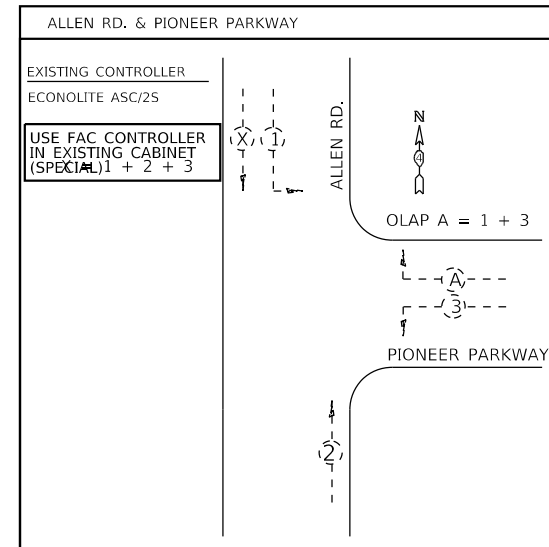 ALLEN RD. & PIONEER PARKWAY
EXISTING CONTROLLER
ECONOLITE ASC/2S
USE FAC CONTROLLER
IN EXISTING CABINET
(SPECIAL)
X = 1 + 2 + 3
X
1
ALLEN RD.
N
4
OLAP A = 1 + 3
A
3
PIONEER PARKWAY
2